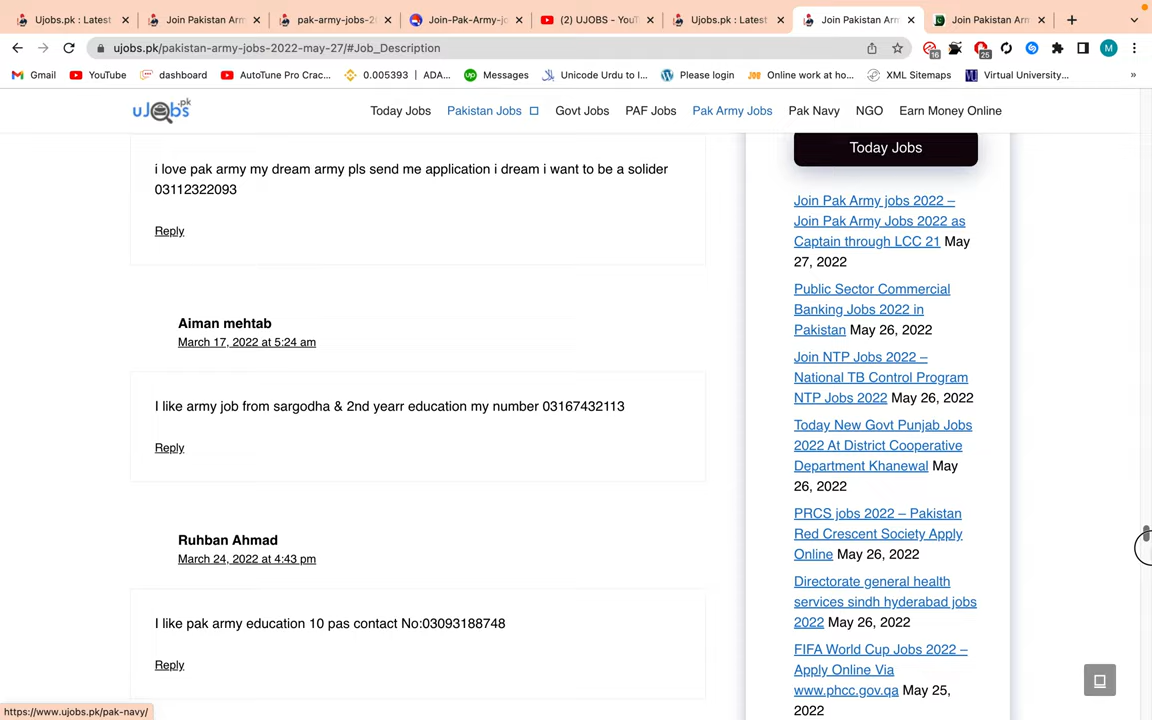 Ujobs.pk : Latest
Join Pakistan Arm
pak-army-jobs-2
Join-Pak-Army-jo
(2) UJOBS - YouT
Ujobs.pk : Latest
Join Pakistan Arm
Join Pakistan Arm
ujobs.pk/pakistan-army-jobs-2022-may-27/#Job_Description
16
25
M
Gmail
YouTube
dashboard
AutoTune Pro Crac...
0.005393 | ADA...
Messages
Unicode Urdu to I...
Please login
Online work at ho...
XML Sitemaps
Virtual University...
»
uJobs.pk
Today Jobs
Pakistan Jobs
Govt Jobs
PAF Jobs
Pak Army Jobs
Pak Navy
NGO
Earn Money Online
i love pak army my dream army pls send me application i dream i want to be a solider
03112322093
Reply
Aiman mehtab
March 17, 2022 at 5:24 am
I like army job from sargodha & 2nd yearr education my number 03167432113
Reply
Ruhban Ahmad
March 24, 2022 at 4:43 pm
I like pak army education 10 pas contact No:03093188748
Reply
Today Jobs
Join Pak Army jobs 2022 –
Join Pak Army Jobs 2022 as
Captain through LCC 21 May
27, 2022
Public Sector Commercial
Banking Jobs 2022 in
Pakistan May 26, 2022
Join NTP Jobs 2022 –
National TB Control Program
NTP Jobs 2022 May 26, 2022
Today New Govt Punjab Jobs
2022 At District Cooperative
Department Khanewal May
26, 2022
PRCS jobs 2022 – Pakistan
Red Crescent Society Apply
Online May 26, 2022
Directorate general health
services sindh hyderabad jobs
2022 May 26, 2022
FIFA World Cup Jobs 2022 –
Apply Online Via
www.phcc.gov.qa May 25,
2022
https://www.ujobs.pk/pak-navy/